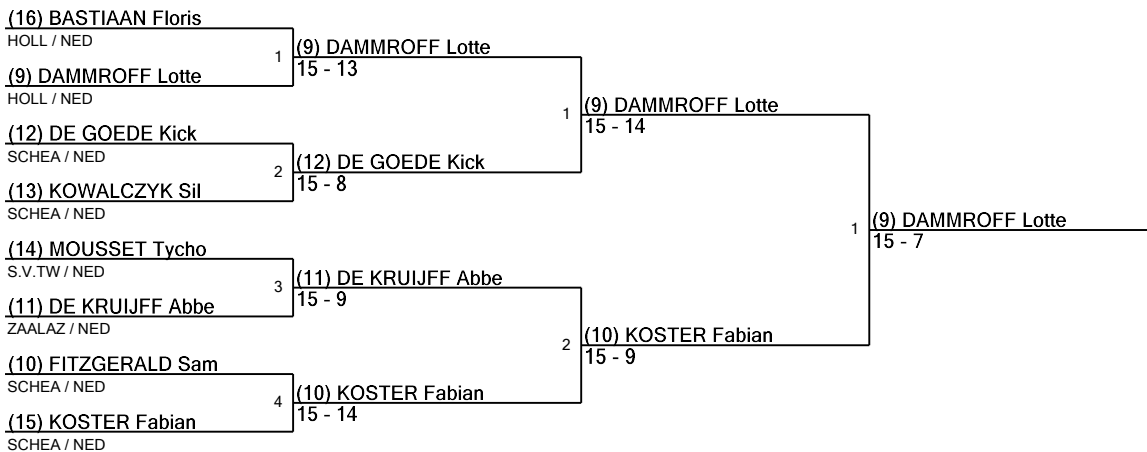 (16) BASTIAAN Floris
HOLL / NED
1
(9) DAMMROFF Lotte
15 - 13
(9) DAMMROFF Lotte
HOLL / NED
1
(9) DAMMROFF Lotte
15 - 14
(12) DE GOEDE Kick
SCHEA / NED
2
(12) DE GOEDE Kick
15 - 8
(13) KOWALCZYK Sil
SCHEA / NED
1
(9) DAMMROFF Lotte
15 - 7
(14) MOUSSET Tycho
S.V.TW / NED
3
(11) DE KRUIJFF Abbe
15 - 9
(11) DE KRUIJFF Abbe
ZAALAZ / NED
2
(10) KOSTER Fabian
15 - 9
(10) FITZGERALD Sam
SCHEA / NED
4
(10) KOSTER Fabian
15 - 14
(15) KOSTER Fabian
SCHEA / NED